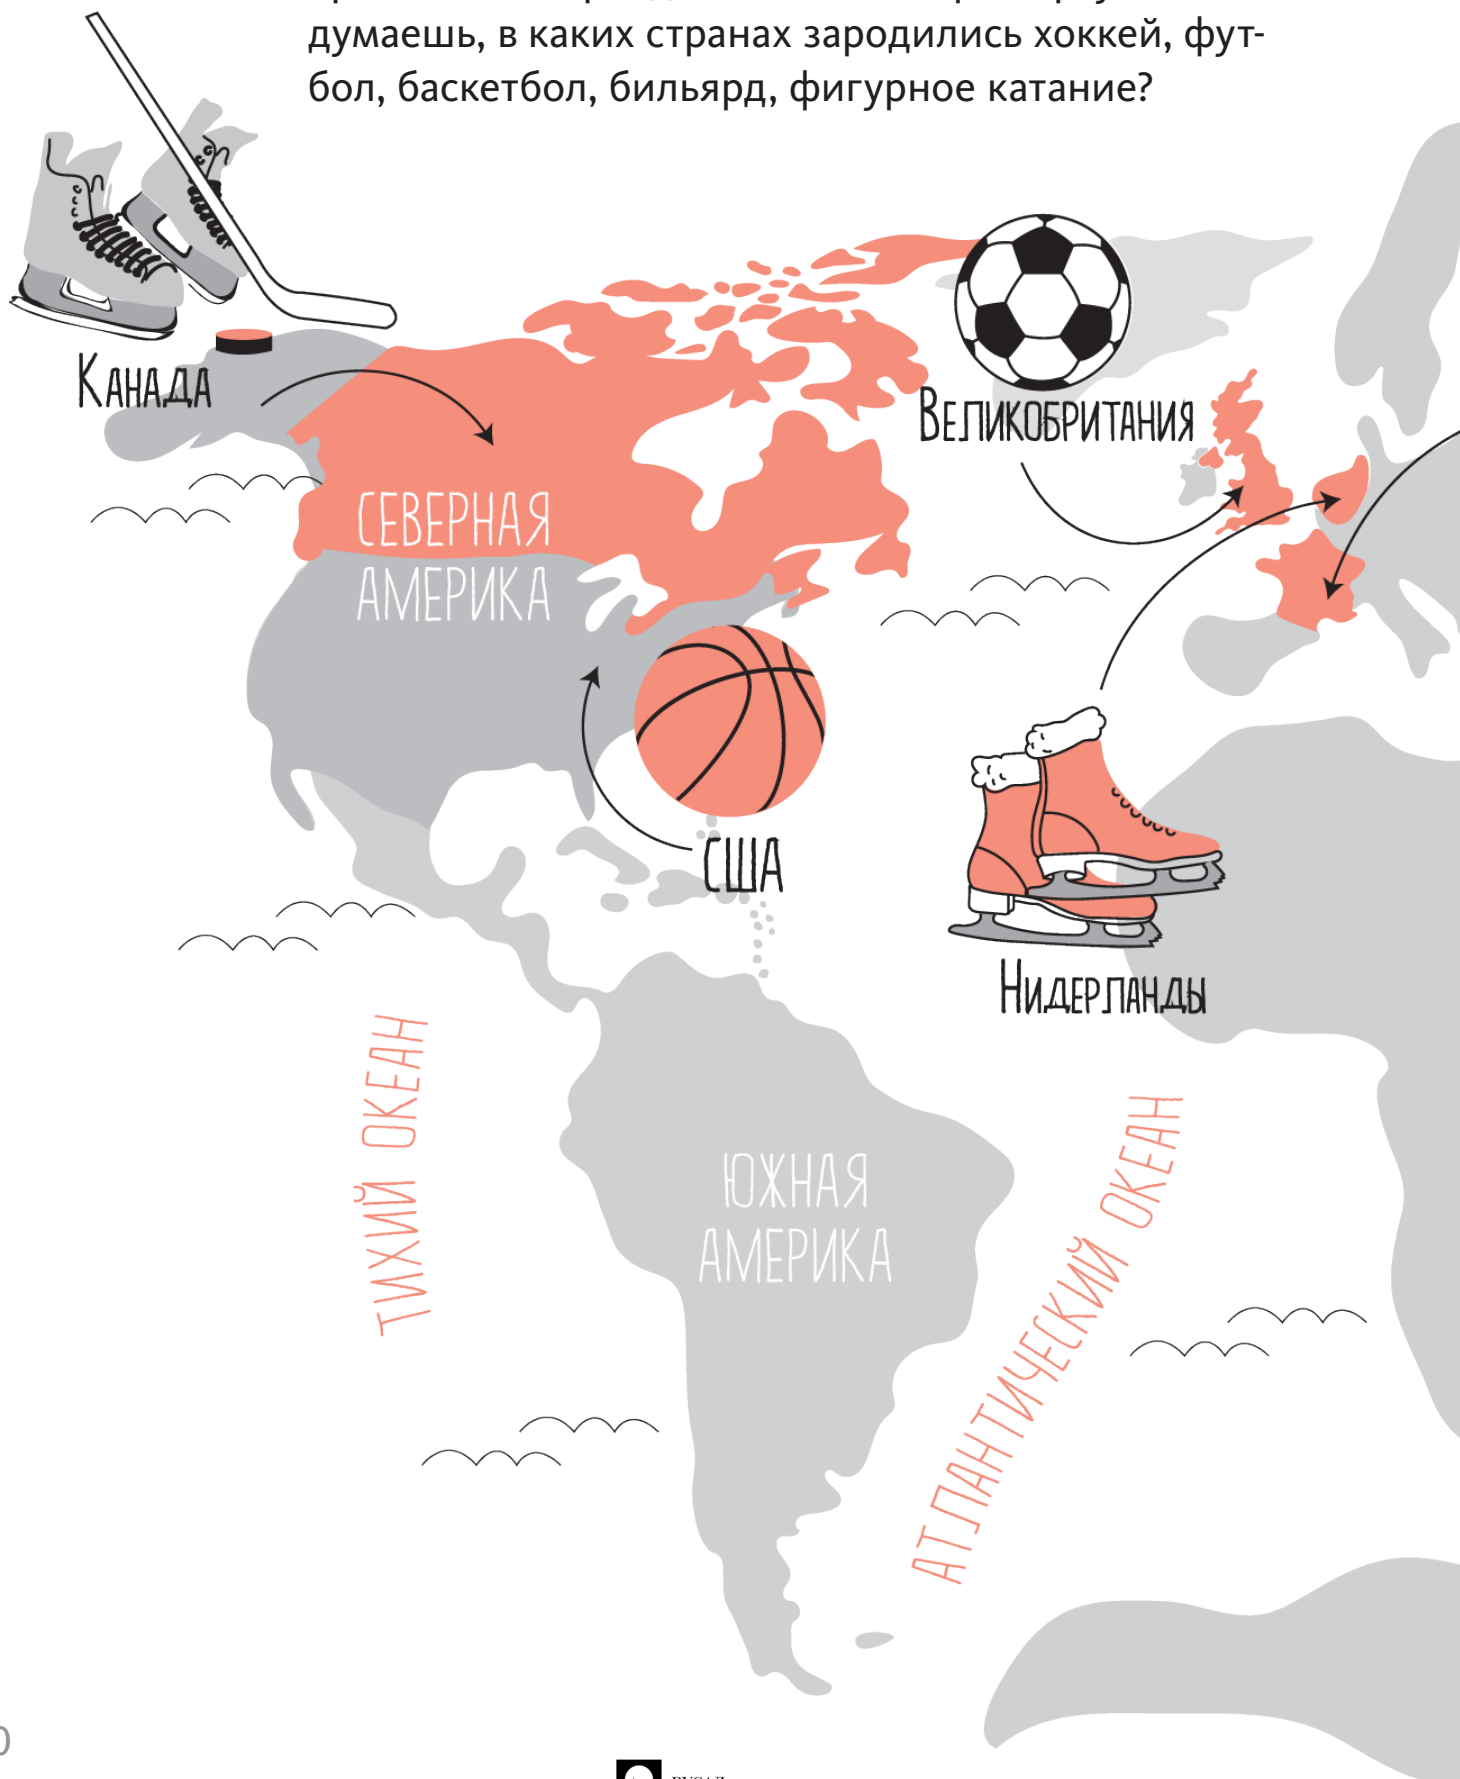 думаешь, в каких странах зародились хоккей, фут-
бол, баскетбол, бильярд, фигурное катание?
Канада
Великобритания
СЕВЕРНАЯ
АМЕРИКА
США
Нидерланды
ТИХИЙ ОКЕАН
ЮЖНАЯ
АМЕРИКА
АТЛАНТИЧЕСКИЙ ОКЕАН